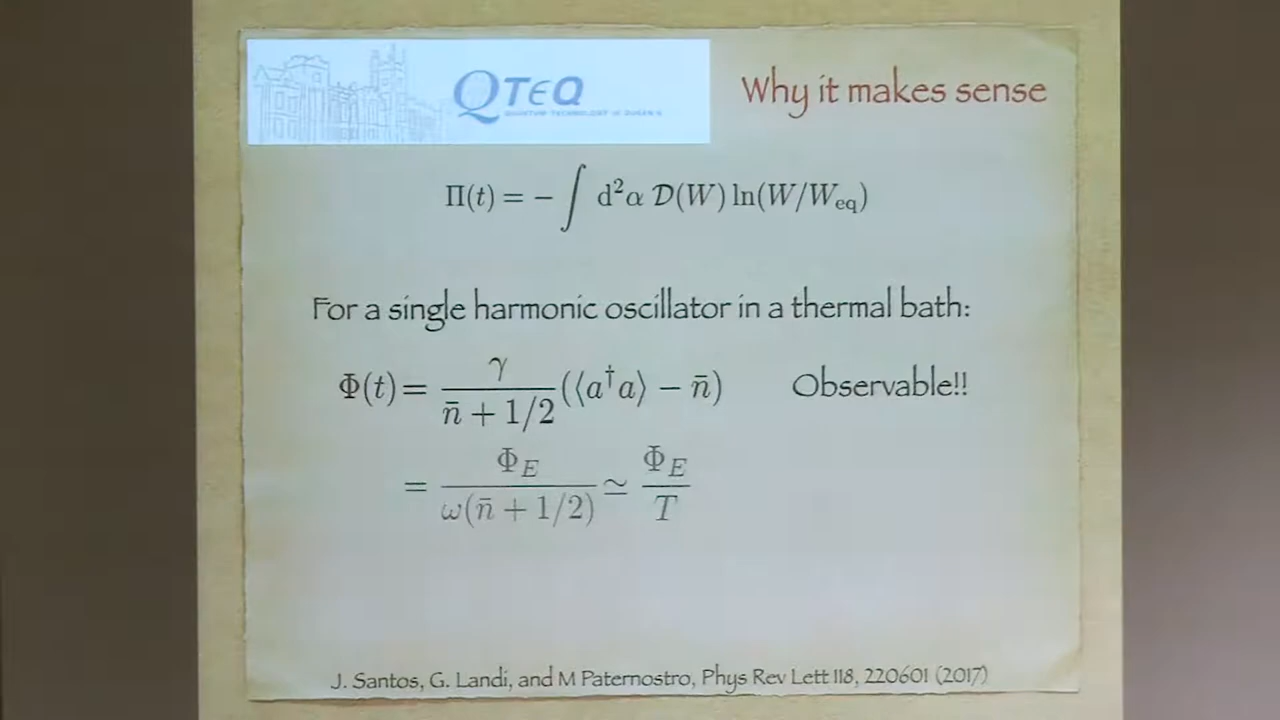 QTEQ
QUANTUM TECHNOLOGY at QUEEN'S
Why it makes sense
Π(t) = − ∫ d²α 𝒟(W) ln(W/W_eq)
For a single harmonic oscillator in a thermal bath:
Φ(t) = γ/(n̄ + 1/2) (⟨a†a⟩ − n̄) Observable!!
= Φ_E/(ω(n̄ + 1/2)) ≃ Φ_E/T
J. Santos, G. Landi, and M Paternostro, Phys Rev Lett 118, 220601 (2017)